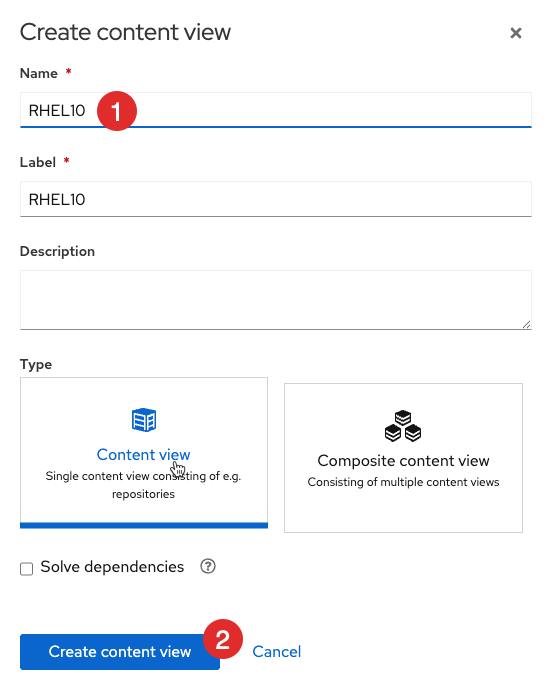 Create content view
Name *
RHEL10 1
Label *
RHEL10
Description
Type
Content view
Single content view consisting of e.g.
repositories
Composite content view
Consisting of multiple content views
Solve dependencies ?
Create content view 2 Cancel